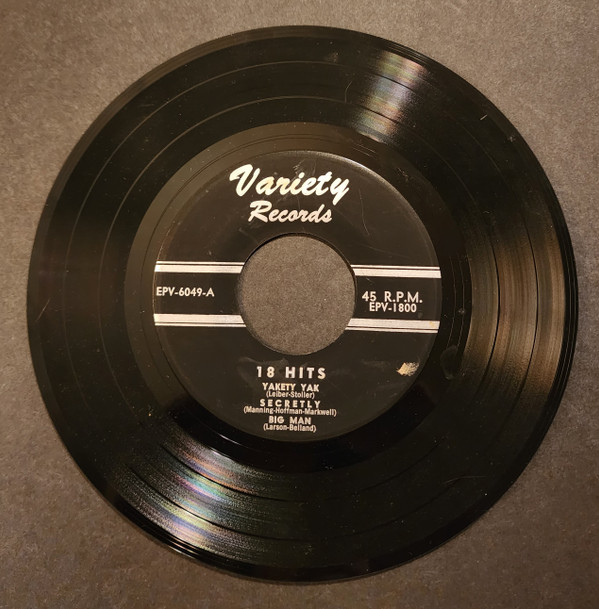 Variety
Records
EPV-6049-A
45 R.P.M.
EPV-1800
18 HITS
YAKETY YAK
(Leiber-Stoller)
SECRETLY
(Manning-Hoffman-Markwell)
BIG MAN
(Larson-Belland)